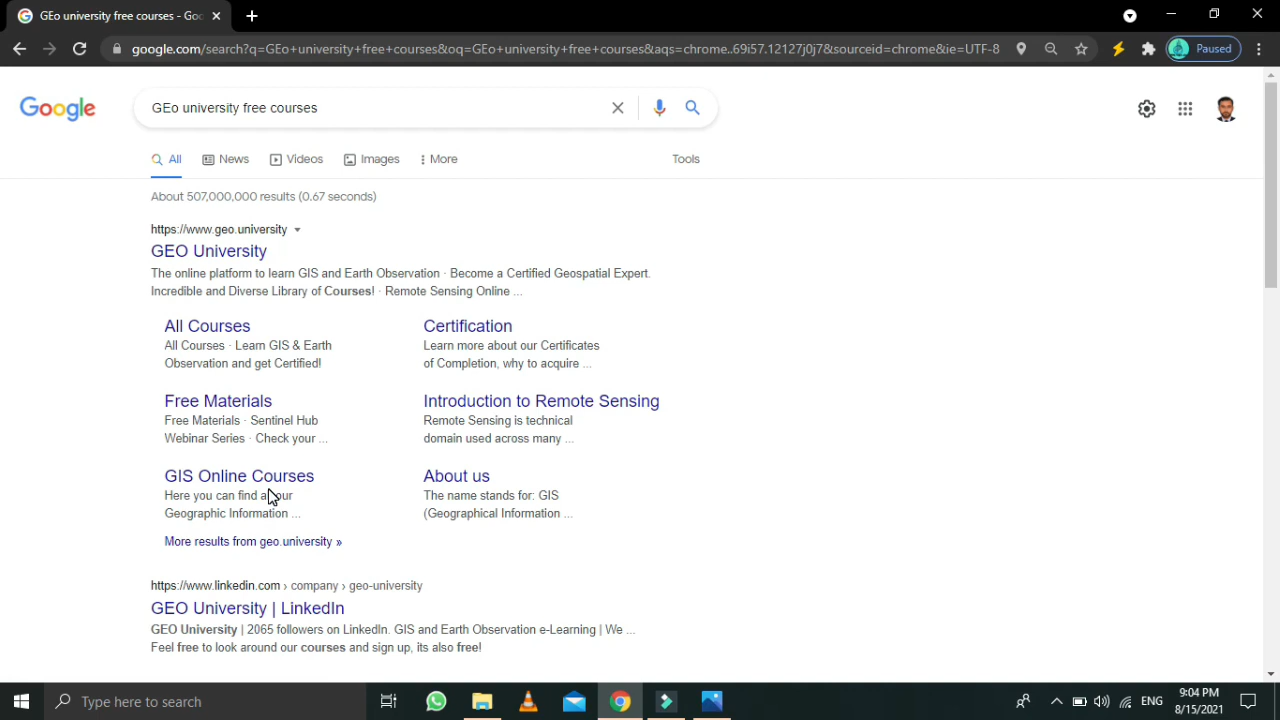 GEo university free courses - Goo
google.com/search?q=GEo+university+free+courses&oq=GEo+university+free+courses&aqs=chrome..69i57.12127j0j7&sourceid=chrome&ie=UTF-8
Paused
Google
GEo university free courses
All News Videos Images More Tools
About 507,000,000 results (0.67 seconds)
https://www.geo.university
GEO University
The online platform to learn GIS and Earth Observation · Become a Certified Geospatial Expert.
Incredible and Diverse Library of Courses! · Remote Sensing Online ...
All Courses
All Courses · Learn GIS & Earth
Observation and get Certified!
Certification
Learn more about our Certificates
of Completion, why to acquire ...
Free Materials
Free Materials · Sentinel Hub
Webinar Series · Check your ...
Introduction to Remote Sensing
Remote Sensing is technical
domain used across many ...
GIS Online Courses
Here you can find our
Geographic Information ...
About us
The name stands for: GIS
(Geographical Information ...
More results from geo.university »
https://www.linkedin.com › company › geo-university
GEO University | LinkedIn
GEO University | 2065 followers on LinkedIn. GIS and Earth Observation e-Learning | We ...
Feel free to look around our courses and sign up, its also free!
Type here to search
ENG
9:04 PM
8/15/2021